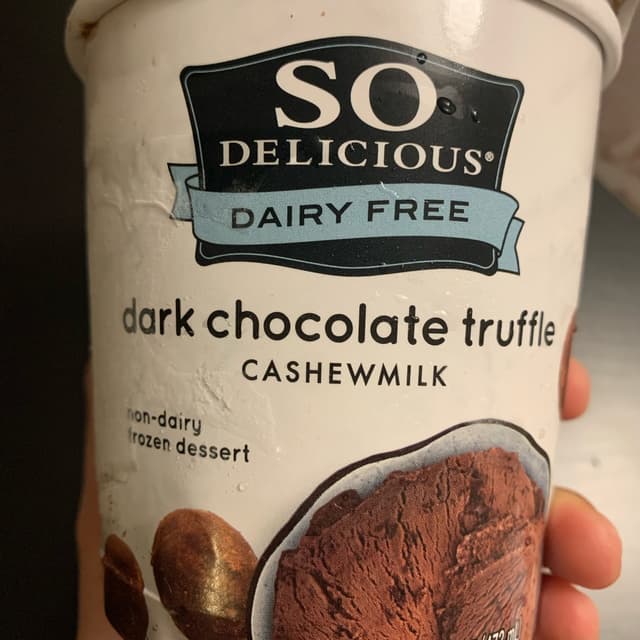 SO
DELICIOUS®
DAIRY FREE
dark chocolate truffle
CASHEWMILK
non-dairy
frozen dessert